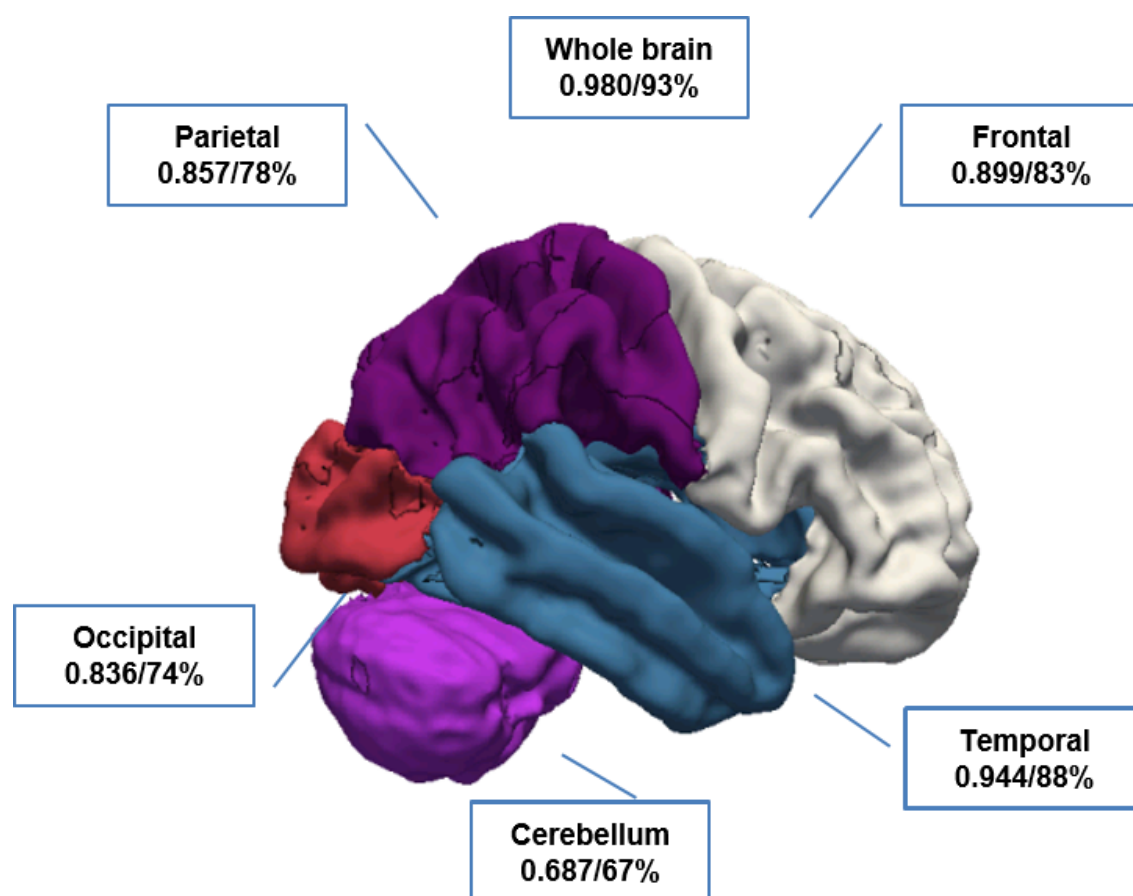 Whole brain
0.980/93%
Parietal
0.857/78%
Frontal
0.899/83%
Occipital
0.836/74%
Temporal
0.944/88%
Cerebellum
0.687/67%